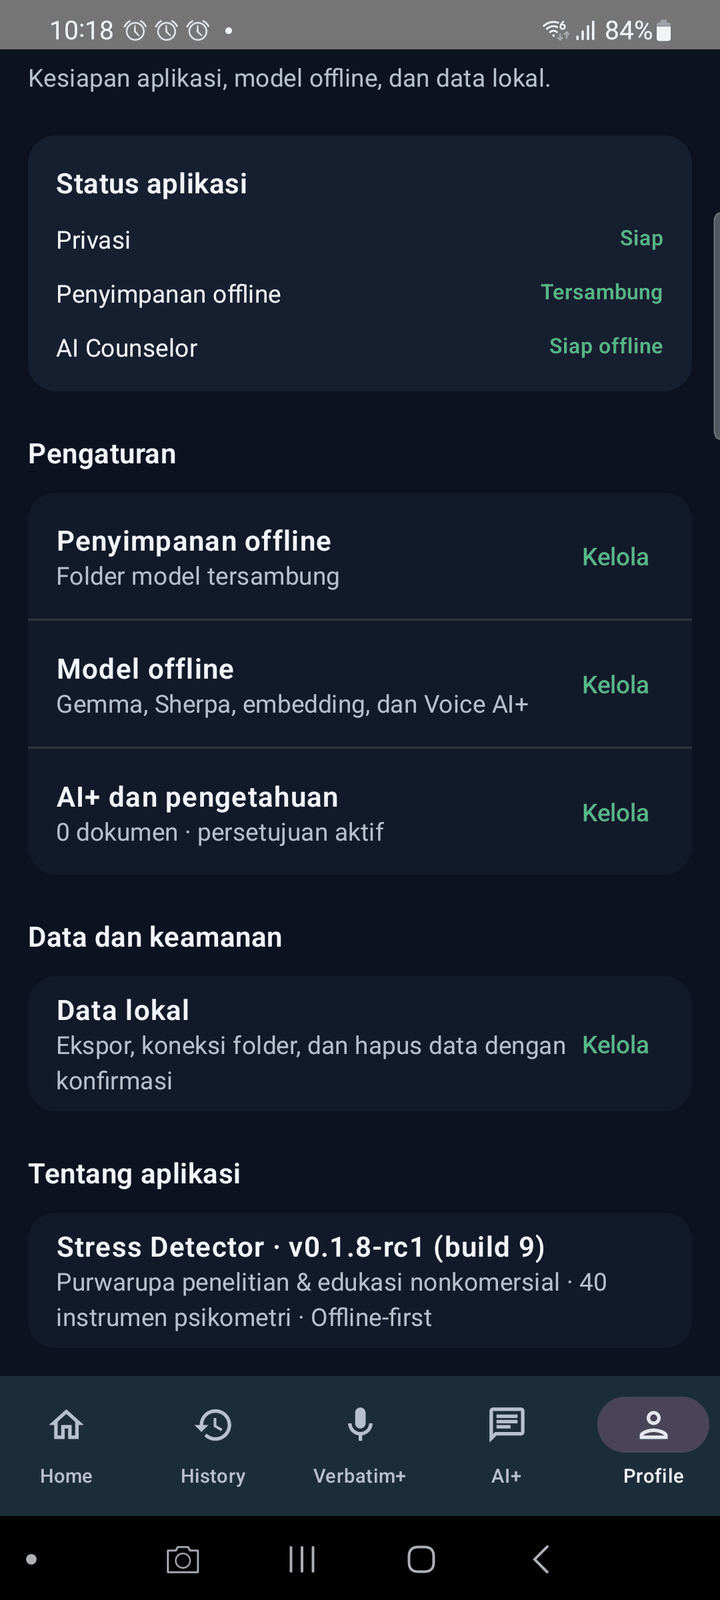 10:18
84%
Kesiapan aplikasi, model offline, dan data lokal.
Status aplikasi
Privasi Siap
Penyimpanan offline Tersambung
AI Counselor Siap offline
Pengaturan
Penyimpanan offline
Folder model tersambung
Kelola
Model offline
Gemma, Sherpa, embedding, dan Voice AI+
Kelola
AI+ dan pengetahuan
0 dokumen · persetujuan aktif
Kelola
Data dan keamanan
Data lokal
Ekspor, koneksi folder, dan hapus data dengan
konfirmasi
Kelola
Tentang aplikasi
Stress Detector · v0.1.8-rc1 (build 9)
Purwarupa penelitian & edukasi nonkomersial · 40
instrumen psikometri · Offline-first
Home History Verbatim+ AI+ Profile